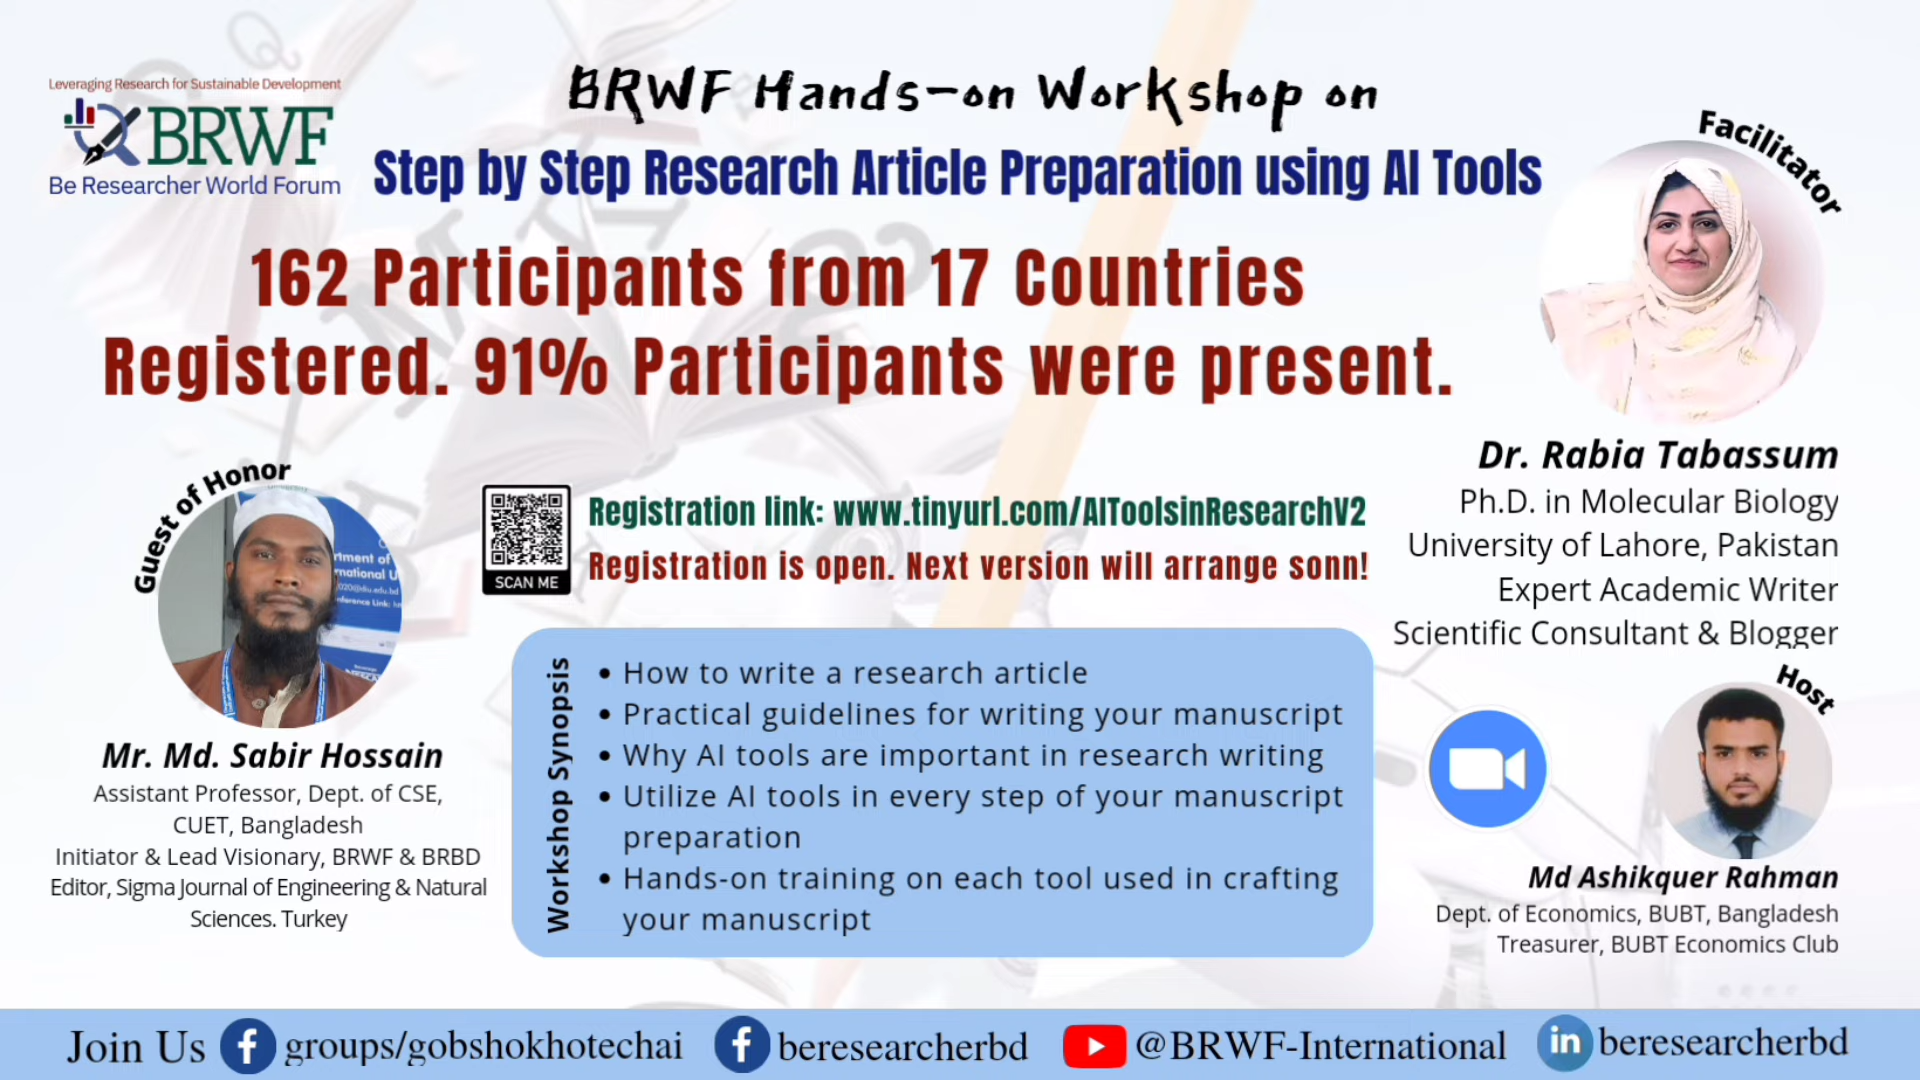 Leveraging Research for Sustainable Development
BRWF
Be Researcher World Forum
BRWF Hands-on Workshop on
Step by Step Research Article Preparation using AI Tools
162 Participants from 17 Countries
Registered. 91% Participants were present.
Facilitator
Dr. Rabia Tabassum
Ph.D. in Molecular Biology
University of Lahore, Pakistan
Expert Academic Writer
Scientific Consultant & Blogger
Guest of Honor
Mr. Md. Sabir Hossain
Assistant Professor, Dept. of CSE,
CUET, Bangladesh
Initiator & Lead Visionary, BRWF & BRBD
Editor, Sigma Journal of Engineering & Natural
Sciences. Turkey
SCAN ME
Registration link: www.tinyurl.com/AIToolsinResearchV2
Registration is open. Next version will arrange sonn!
Workshop Synopsis
• How to write a research article
• Practical guidelines for writing your manuscript
• Why AI tools are important in research writing
• Utilize AI tools in every step of your manuscript
preparation
• Hands-on training on each tool used in crafting
your manuscript
Host
Md Ashikquer Rahman
Dept. of Economics, BUBT, Bangladesh
Treasurer, BUBT Economics Club
Join Us groups/gobshokhotechai beresearcherbd @BRWF-International beresearcherbd